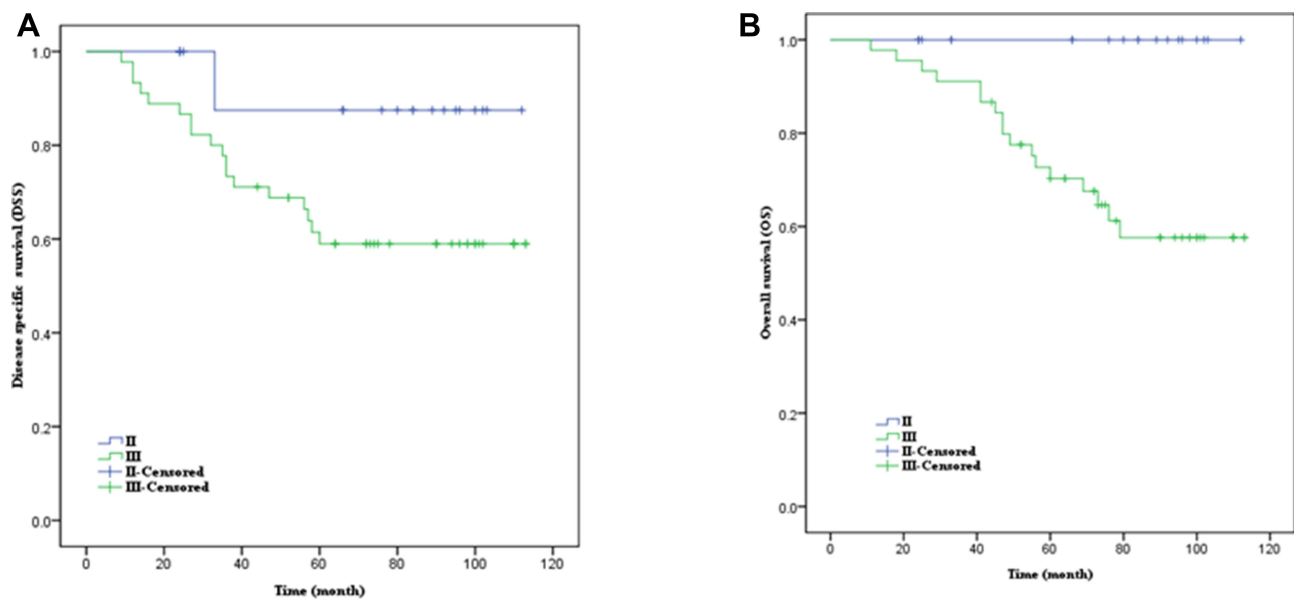 A
Disease specific survival (DSS)
1.0
0.8
0.6
0.4
0.2
0.0
II
III
II-Censored
III-Censored
0 20 40 60 80 100 120
Time (month)
B
Overall survival (OS)
1.0
0.8
0.6
0.4
0.2
0.0
II
III
II-Censored
III-Censored
0 20 40 60 80 100 120
Time (month)